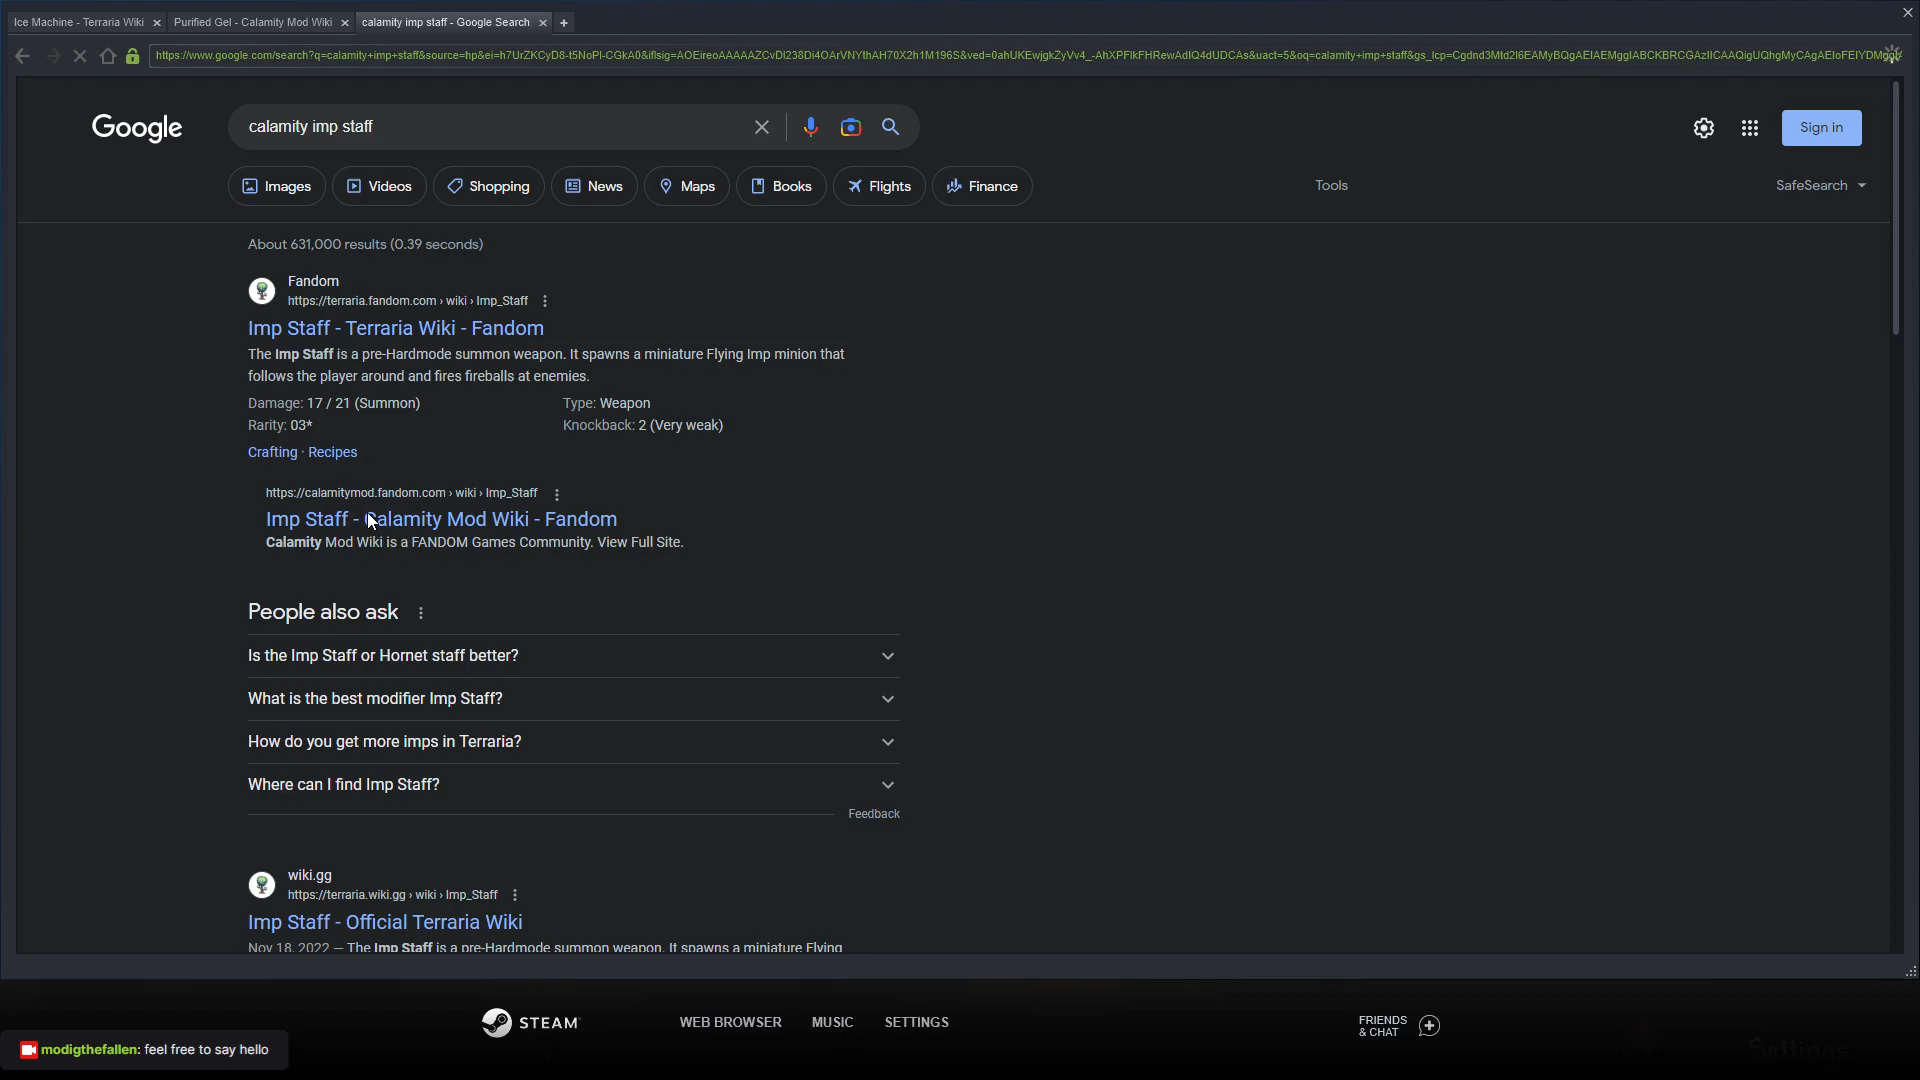 Ice Machine - Terraria Wiki
Purified Gel - Calamity Mod Wiki
calamity imp staff - Google Search
Google
calamity imp staff
Sign in
Images
Videos
Shopping
News
Maps
Books
Flights
Finance
Tools
SafeSearch
About 631,000 results (0.39 seconds)
Fandom
https://terraria.fandom.com › wiki › Imp_Staff
Imp Staff - Terraria Wiki - Fandom
The Imp Staff is a pre-Hardmode summon weapon. It spawns a miniature Flying Imp minion that
follows the player around and fires fireballs at enemies.
Damage: 17 / 21 (Summon)
Type: Weapon
Rarity: 03*
Knockback: 2 (Very weak)
Crafting · Recipes
https://calamitymod.fandom.com › wiki › Imp_Staff
Imp Staff - Calamity Mod Wiki - Fandom
Calamity Mod Wiki is a FANDOM Games Community. View Full Site.
People also ask
Is the Imp Staff or Hornet staff better?
What is the best modifier Imp Staff?
How do you get more imps in Terraria?
Where can I find Imp Staff?
Feedback
wiki.gg
https://terraria.wiki.gg › wiki › Imp_Staff
Imp Staff - Official Terraria Wiki
Nov 18, 2022 — The Imp Staff is a pre-Hardmode summon weapon. It spawns a miniature Flying
STEAM
WEB BROWSER
MUSIC
SETTINGS
FRIENDS
& CHAT
modigthefallen: feel free to say hello
Settings